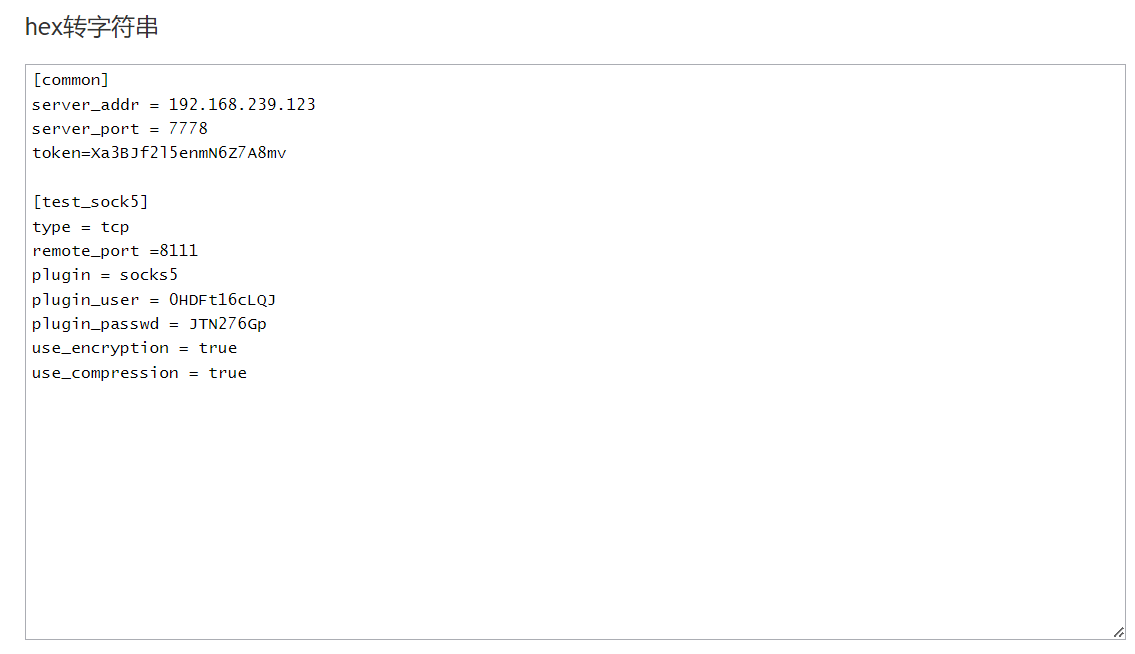 hex转字符串
[common]
server_addr = 192.168.239.123
server_port = 7778
token=Xa3BJf2l5enmN6Z7A8mv
[test_sock5]
type = tcp
remote_port =8111
plugin = socks5
plugin_user = 0HDFt16cLQJ
plugin_passwd = JTN276Gp
use_encryption = true
use_compression = true